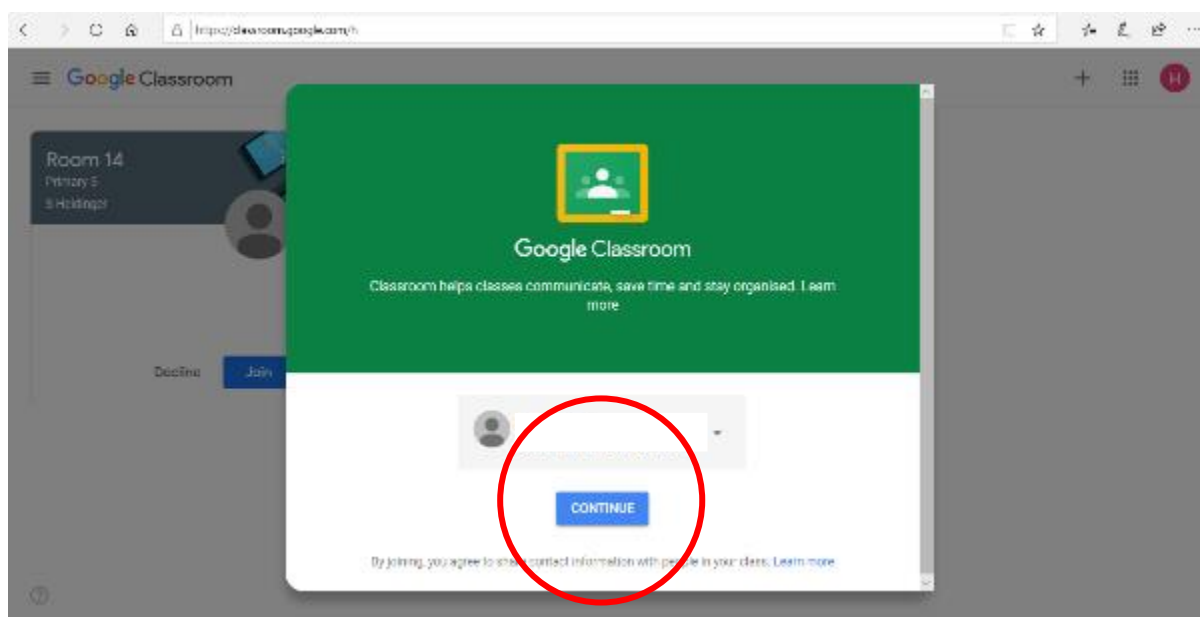 https://classroom.google.com/h
Google Classroom
H
Room 14
Primary 5
Decline
Join
Google Classroom
Classroom helps classes communicate, save time and stay organised. Learn
more
CONTINUE
By joining, you agree to share contact information with people in your class. Learn more